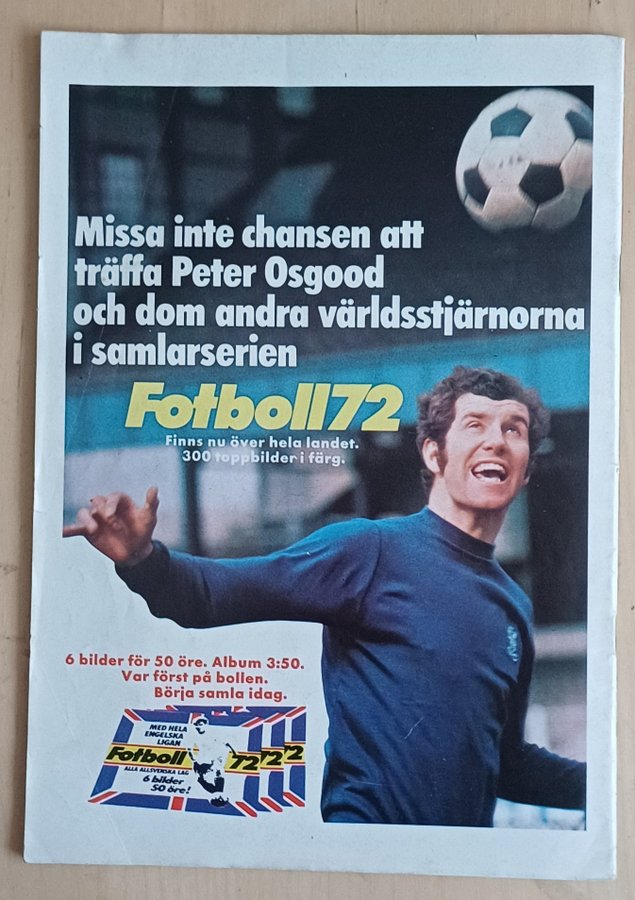 Missa inte chansen att
träffa Peter Osgood
och dom andra världsstjärnorna
i samlarserien
Fotboll72
Finns nu över hela landet.
300 toppbilder i färg.
6 bilder för 50 öre. Album 3:50.
Var först på bollen.
Börja samla idag.
MED HELA
ENGELSKA
LIGAN
Fotboll 72 72 72
ALLA ALLSVENSKA LAG
6 bilder
50 öre!